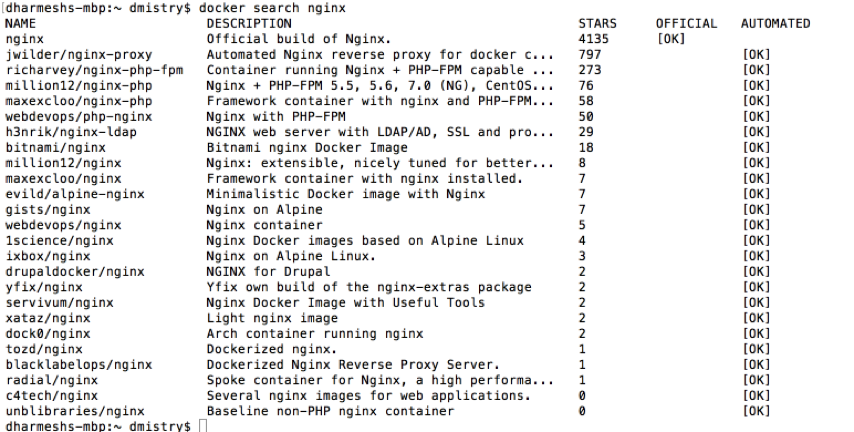 [dharmeshs-mbp:~ dmistry$ docker search nginx
NAME DESCRIPTION STARS OFFICIAL AUTOMATED
nginx Official build of Nginx. 4135 [OK]
jwilder/nginx-proxy Automated Nginx reverse proxy for docker c... 797 [OK]
richarvey/nginx-php-fpm Container running Nginx + PHP-FPM capable ... 273 [OK]
million12/nginx-php Nginx + PHP-FPM 5.5, 5.6, 7.0 (NG), CentOS... 76 [OK]
maxexcloo/nginx-php Framework container with nginx and PHP-FPM... 58 [OK]
webdevops/php-nginx Nginx with PHP-FPM 50 [OK]
h3nrik/nginx-ldap NGINX web server with LDAP/AD, SSL and pro... 29 [OK]
bitnami/nginx Bitnami nginx Docker Image 18 [OK]
million12/nginx Nginx: extensible, nicely tuned for better... 8 [OK]
maxexcloo/nginx Framework container with nginx installed. 7 [OK]
evild/alpine-nginx Minimalistic Docker image with Nginx 7 [OK]
gists/nginx Nginx on Alpine 7 [OK]
webdevops/nginx Nginx container 5 [OK]
1science/nginx Nginx Docker images based on Alpine Linux 4 [OK]
ixbox/nginx Nginx on Alpine Linux. 3 [OK]
drupaldocker/nginx NGINX for Drupal 2 [OK]
yfix/nginx Yfix own build of the nginx-extras package 2 [OK]
servivum/nginx Nginx Docker Image with Useful Tools 2 [OK]
xataz/nginx Light nginx image 2 [OK]
dock0/nginx Arch container running nginx 2 [OK]
tozd/nginx Dockerized nginx. 1 [OK]
blacklabelops/nginx Dockerized Nginx Reverse Proxy Server. 1 [OK]
radial/nginx Spoke container for Nginx, a high performa... 1 [OK]
c4tech/nginx Several nginx images for web applications. 0 [OK]
unblibraries/nginx Baseline non-PHP nginx container 0 [OK]
dharmeshs-mbp:~ dmistry$